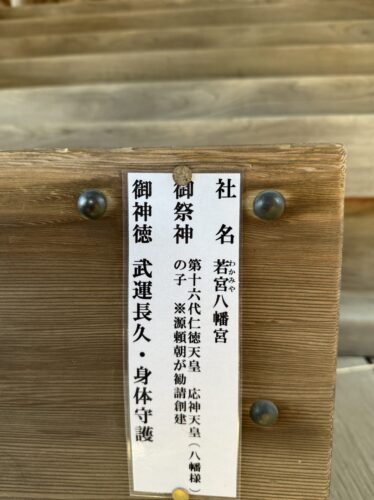 社名 若宮八幡宮
わかみや
御祭神 第十六代仁徳天皇 応神天皇(八幡様)
の子 ※源頼朝が勧請創建
御神徳 武運長久・身体守護